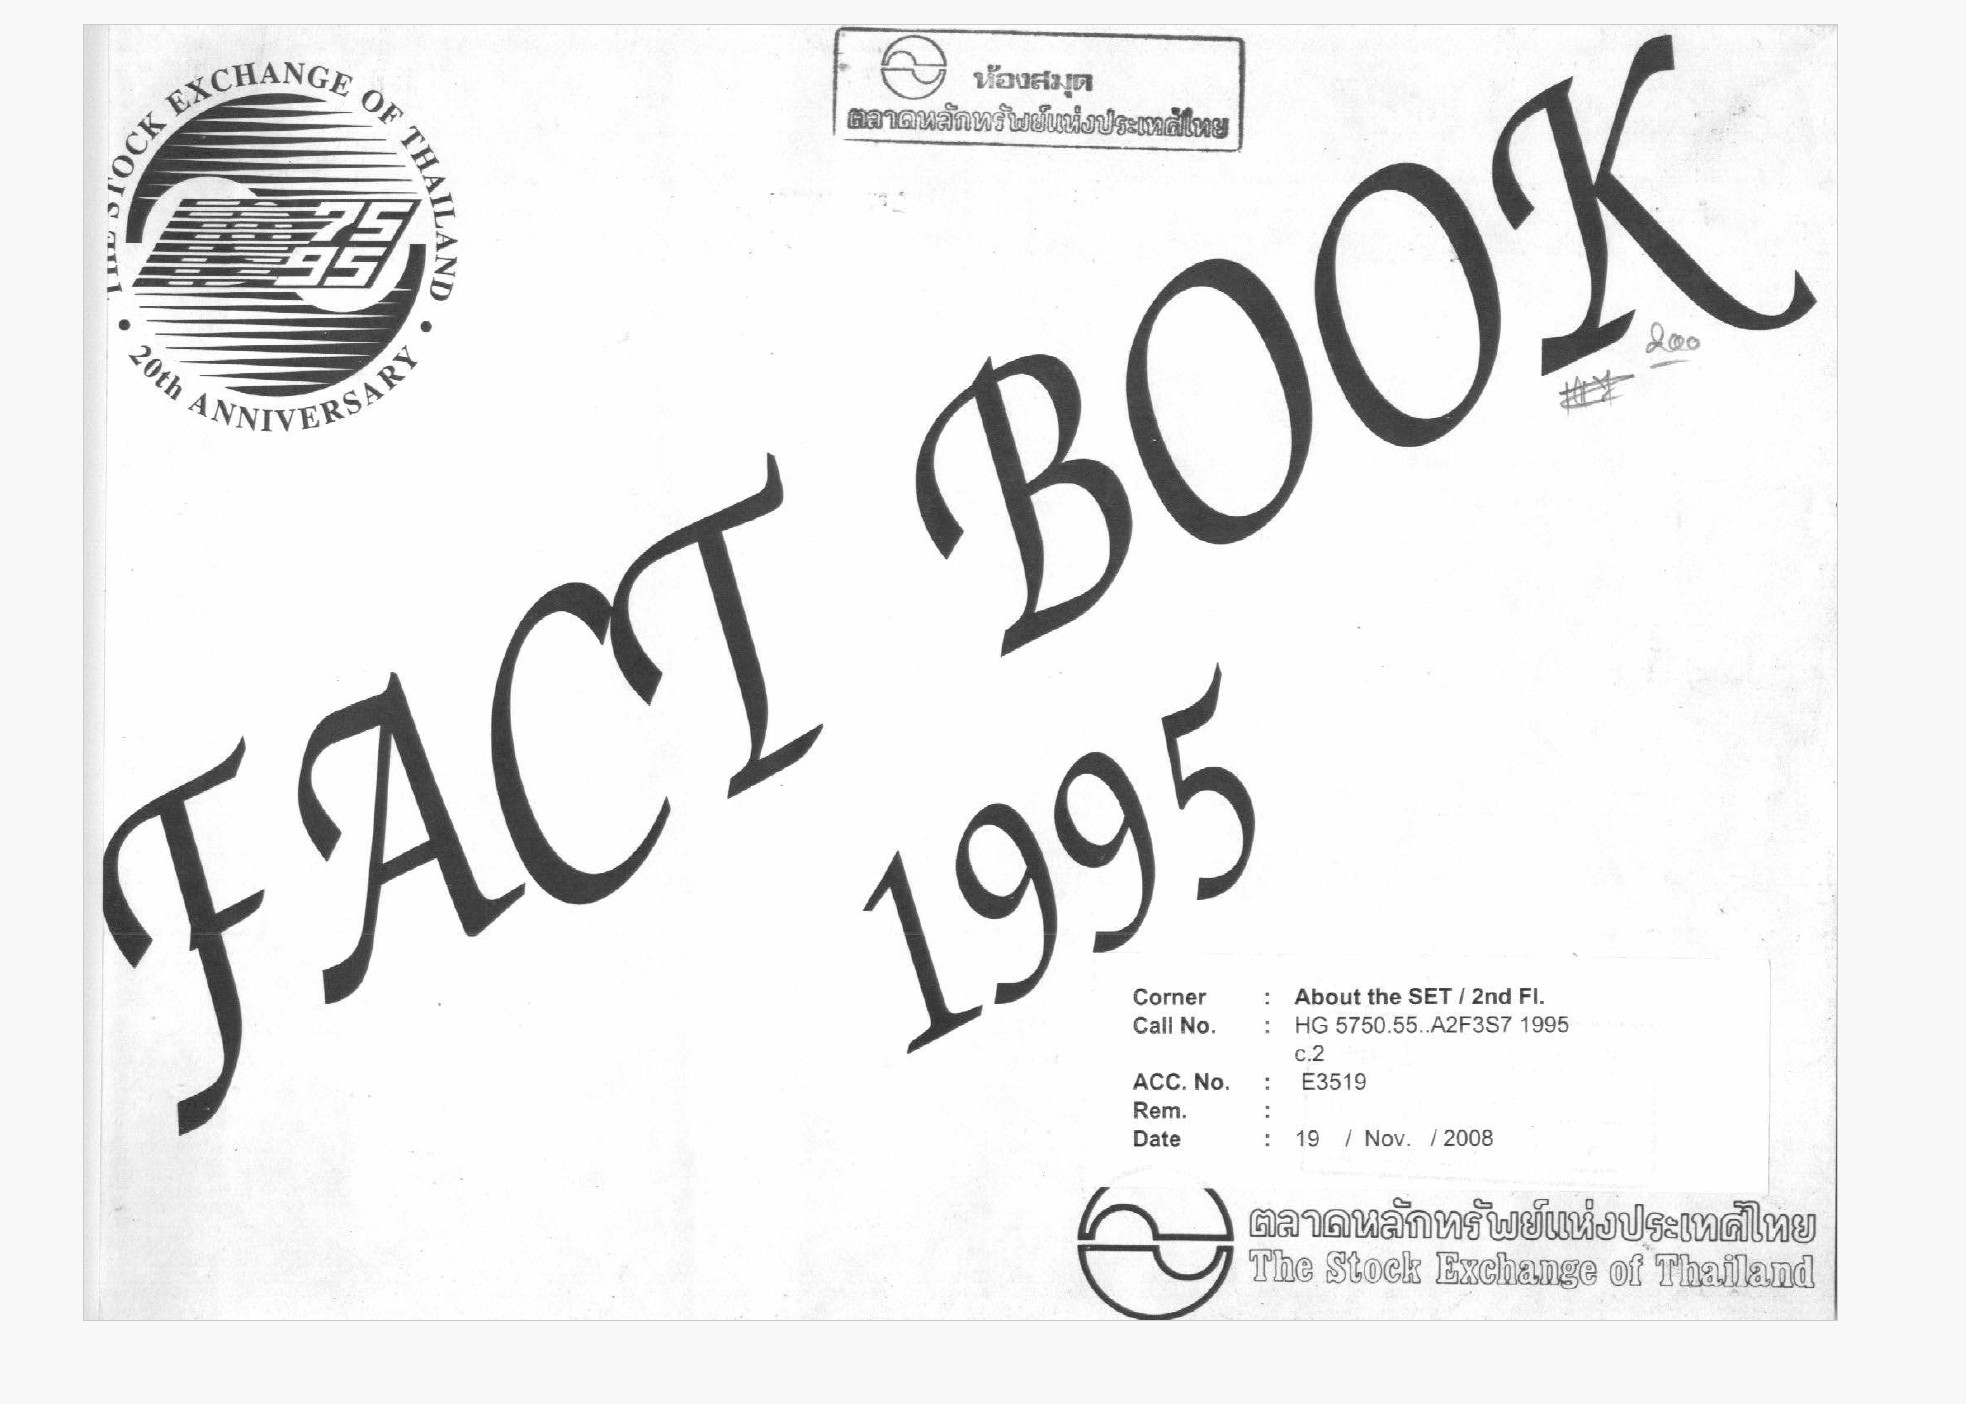 THE STOCK EXCHANGE OF THAILAND
75
95
• 20th ANNIVERSARY •
ห้องสมุด
ตลาดหลักทรัพย์แห่งประเทศไทย
FACT BOOK
200
1995
Corner : About the SET / 2nd Fl.
Call No. : HG 5750.55..A2F3S7 1995
c.2
ACC. No. : E3519
Rem. :
Date : 19 / Nov. / 2008
ตลาดหลักทรัพย์แห่งประเทศไทย
The Stock Exchange of Thailand